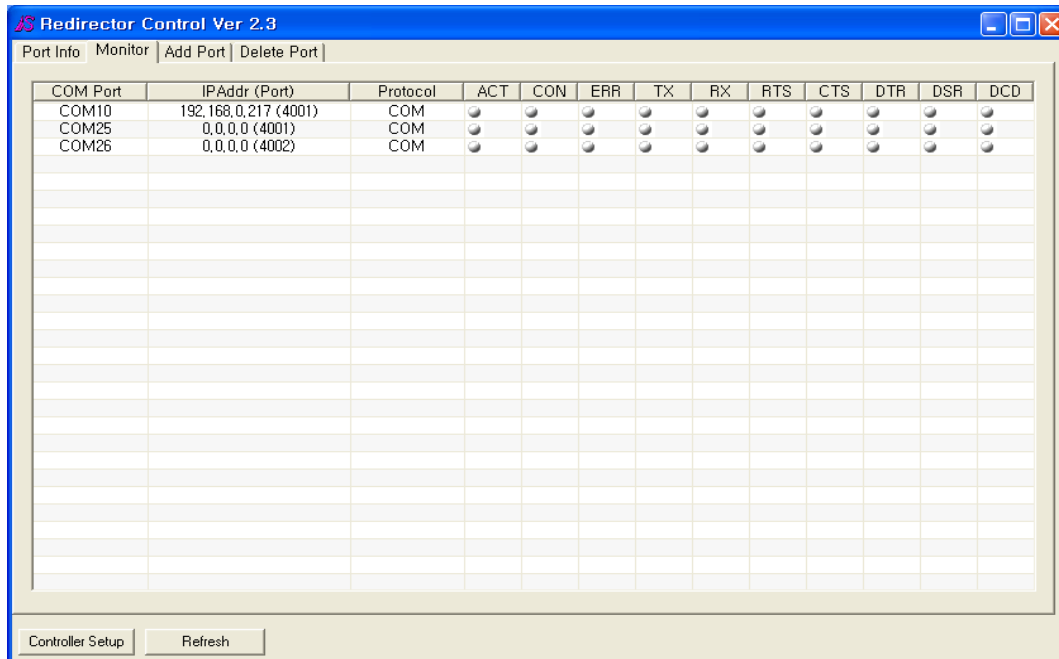 Redirector Control Ver 2.3
Port Info Monitor Add Port Delete Port
COM Port IPAddr (Port) Protocol ACT CON ERR TX RX RTS CTS DTR DSR DCD
COM10 192,168,0,217 (4001) COM
COM25 0,0,0,0 (4001) COM
COM26 0,0,0,0 (4002) COM
Controller Setup Refresh